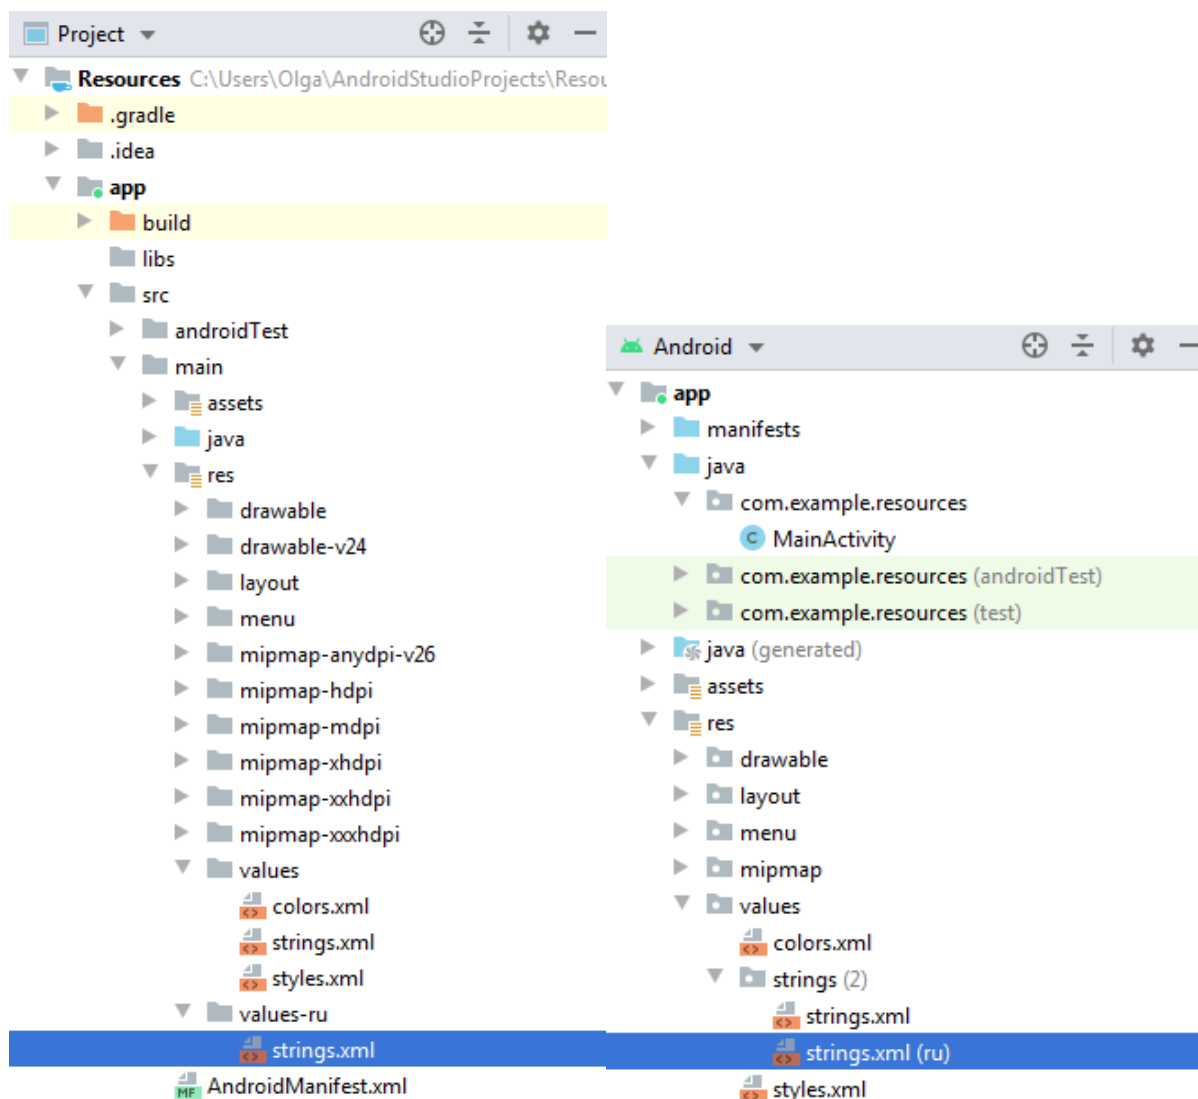 Project
Resources C:\Users\Olga\AndroidStudioProjects\Resou
.gradle
.idea
app
build
libs
src
androidTest
main
assets
java
res
drawable
drawable-v24
layout
menu
mipmap-anydpi-v26
mipmap-hdpi
mipmap-mdpi
mipmap-xhdpi
mipmap-xxhdpi
mipmap-xxxhdpi
values
colors.xml
strings.xml
styles.xml
values-ru
strings.xml
MF AndroidManifest.xml
Android
app
manifests
java
com.example.resources
C MainActivity
com.example.resources (androidTest)
com.example.resources (test)
java (generated)
assets
res
drawable
layout
menu
mipmap
values
colors.xml
strings (2)
strings.xml
strings.xml (ru)
styles.xml